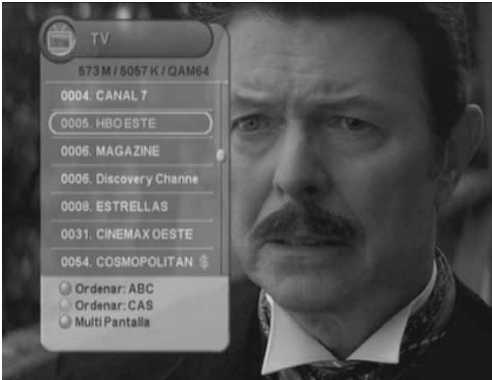 TV
573 M / 5057 K / QAM64
0004. CANAL 7
0005. HBO ESTE
0006. MAGAZINE
0006. Discovery Channe
0008. ESTRELLAS
0031. CINEMAX OESTE
0054. COSMOPOLITAN $
Ordenar: ABC
Ordenar: CAS
Multi Pantalla